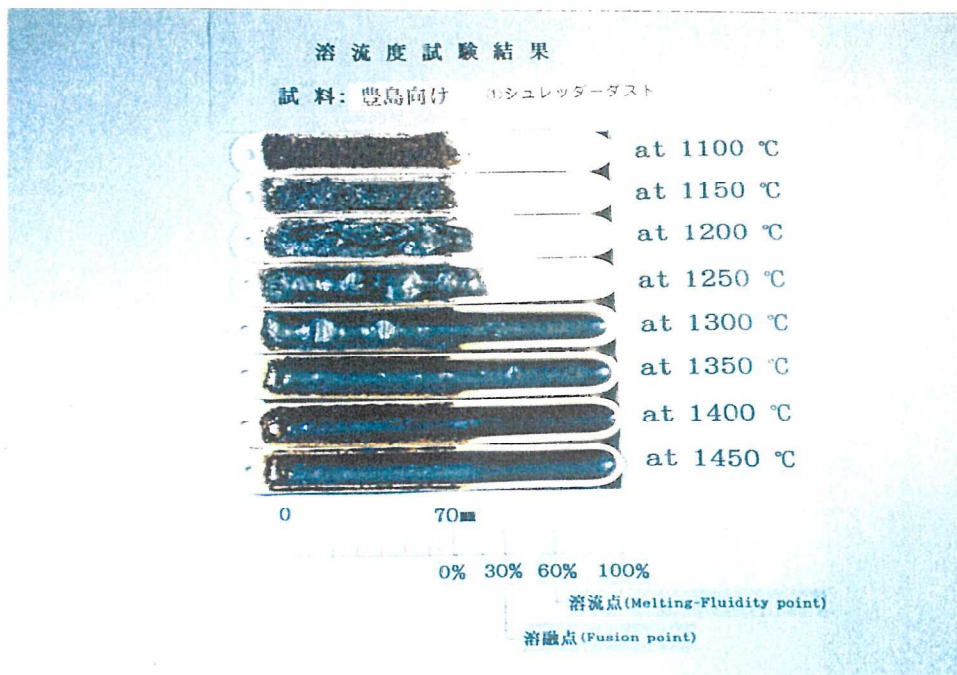 溶流度試験結果
試料: 豊島向け ①シュレッダーダスト
at 1100 ℃
at 1150 ℃
at 1200 ℃
at 1250 ℃
at 1300 ℃
at 1350 ℃
at 1400 ℃
at 1450 ℃
0 70㎜
0% 30% 60% 100%
溶流点(Melting-Fluidity point)
溶融点(Fusion point)